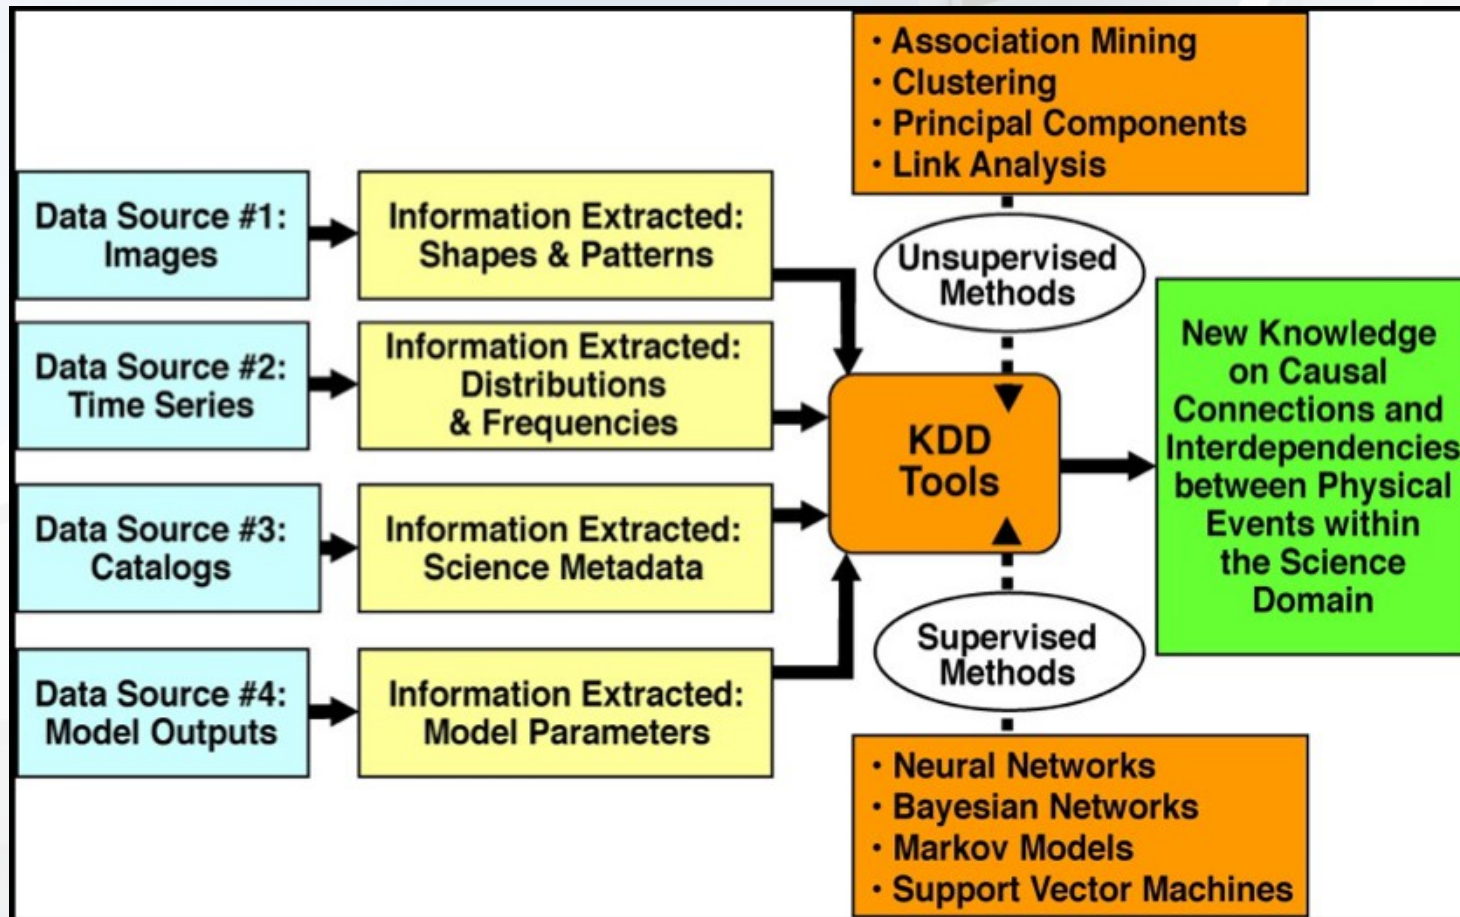 · Association Mining
· Clustering
· Principal Components
· Link Analysis
Data Source #1:
Images
Information Extracted:
Shapes & Patterns
Unsupervised
Methods
Data Source #2:
Time Series
Information Extracted:
Distributions
& Frequencies
KDD
Tools
New Knowledge
on Causal
Connections and
Interdependencies
between Physical
Events within
the Science
Domain
Data Source #3:
Catalogs
Information Extracted:
Science Metadata
Supervised
Methods
Data Source #4:
Model Outputs
Information Extracted:
Model Parameters
· Neural Networks
· Bayesian Networks
· Markov Models
· Support Vector Machines